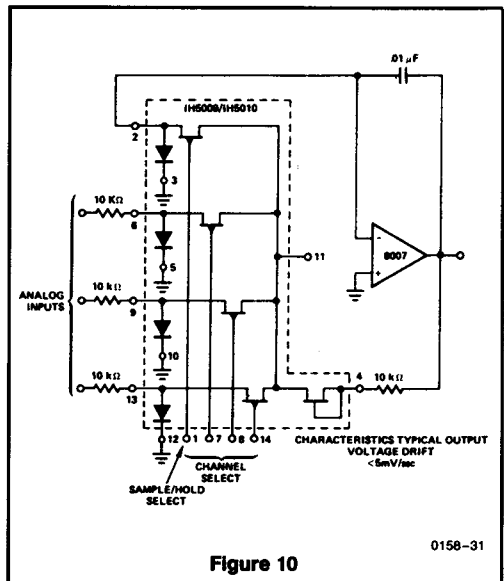 .01 µF
IH5009/IH5010
2
3
10 KΩ
6
5
11
8007
-
+
ANALOG
INPUTS
10 kΩ
9
10
4
10 kΩ
10 kΩ
13
12
1
7
8
14
CHANNEL
SELECT
SAMPLE/HOLD
SELECT
CHARACTERISTICS TYPICAL OUTPUT
VOLTAGE DRIFT
<5mV/sec
0158-31
Figure 10